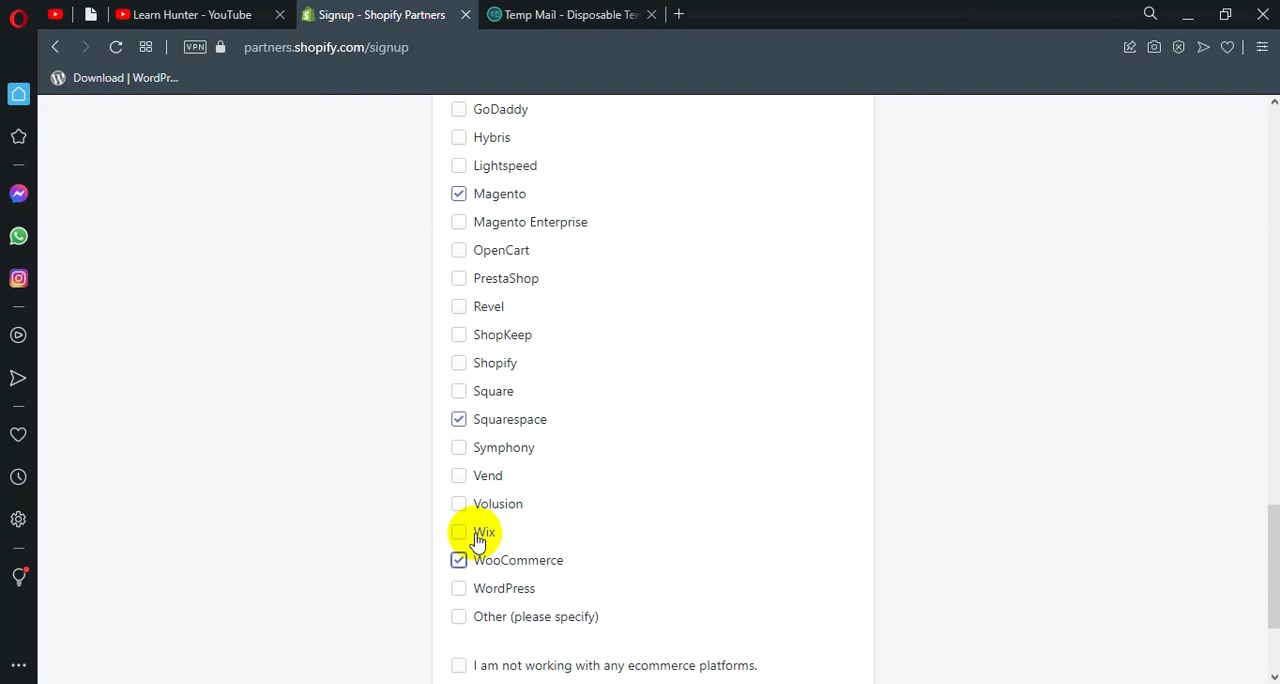 Learn Hunter - YouTube
Signup - Shopify Partners
Temp Mail - Disposable Te
VPN
partners.shopify.com/signup
Download | WordPr...
GoDaddy
Hybris
Lightspeed
Magento
Magento Enterprise
OpenCart
PrestaShop
Revel
ShopKeep
Shopify
Square
Squarespace
Symphony
Vend
Volusion
Wix
WooCommerce
WordPress
Other (please specify)
I am not working with any ecommerce platforms.